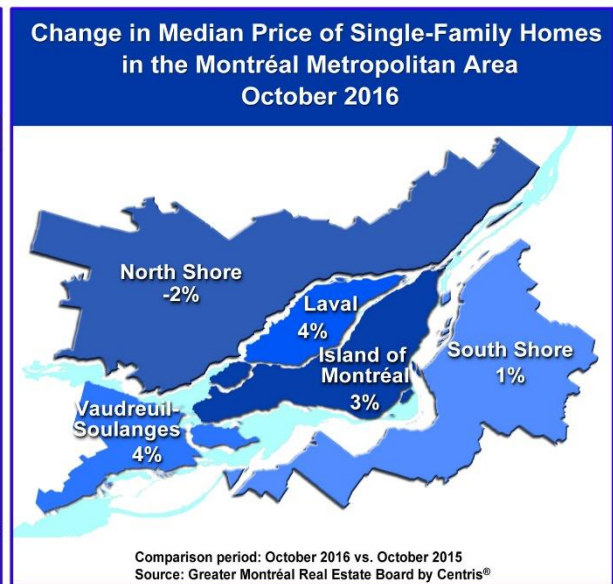 Change in Median Price of Single-Family Homes
in the Montréal Metropolitan Area
October 2016
North Shore
-2%
Laval
4%
Island of
Montréal
3%
South Shore
1%
Vaudreuil-
Soulanges
4%
Comparison period: October 2016 vs. October 2015
Source: Greater Montréal Real Estate Board by Centris®